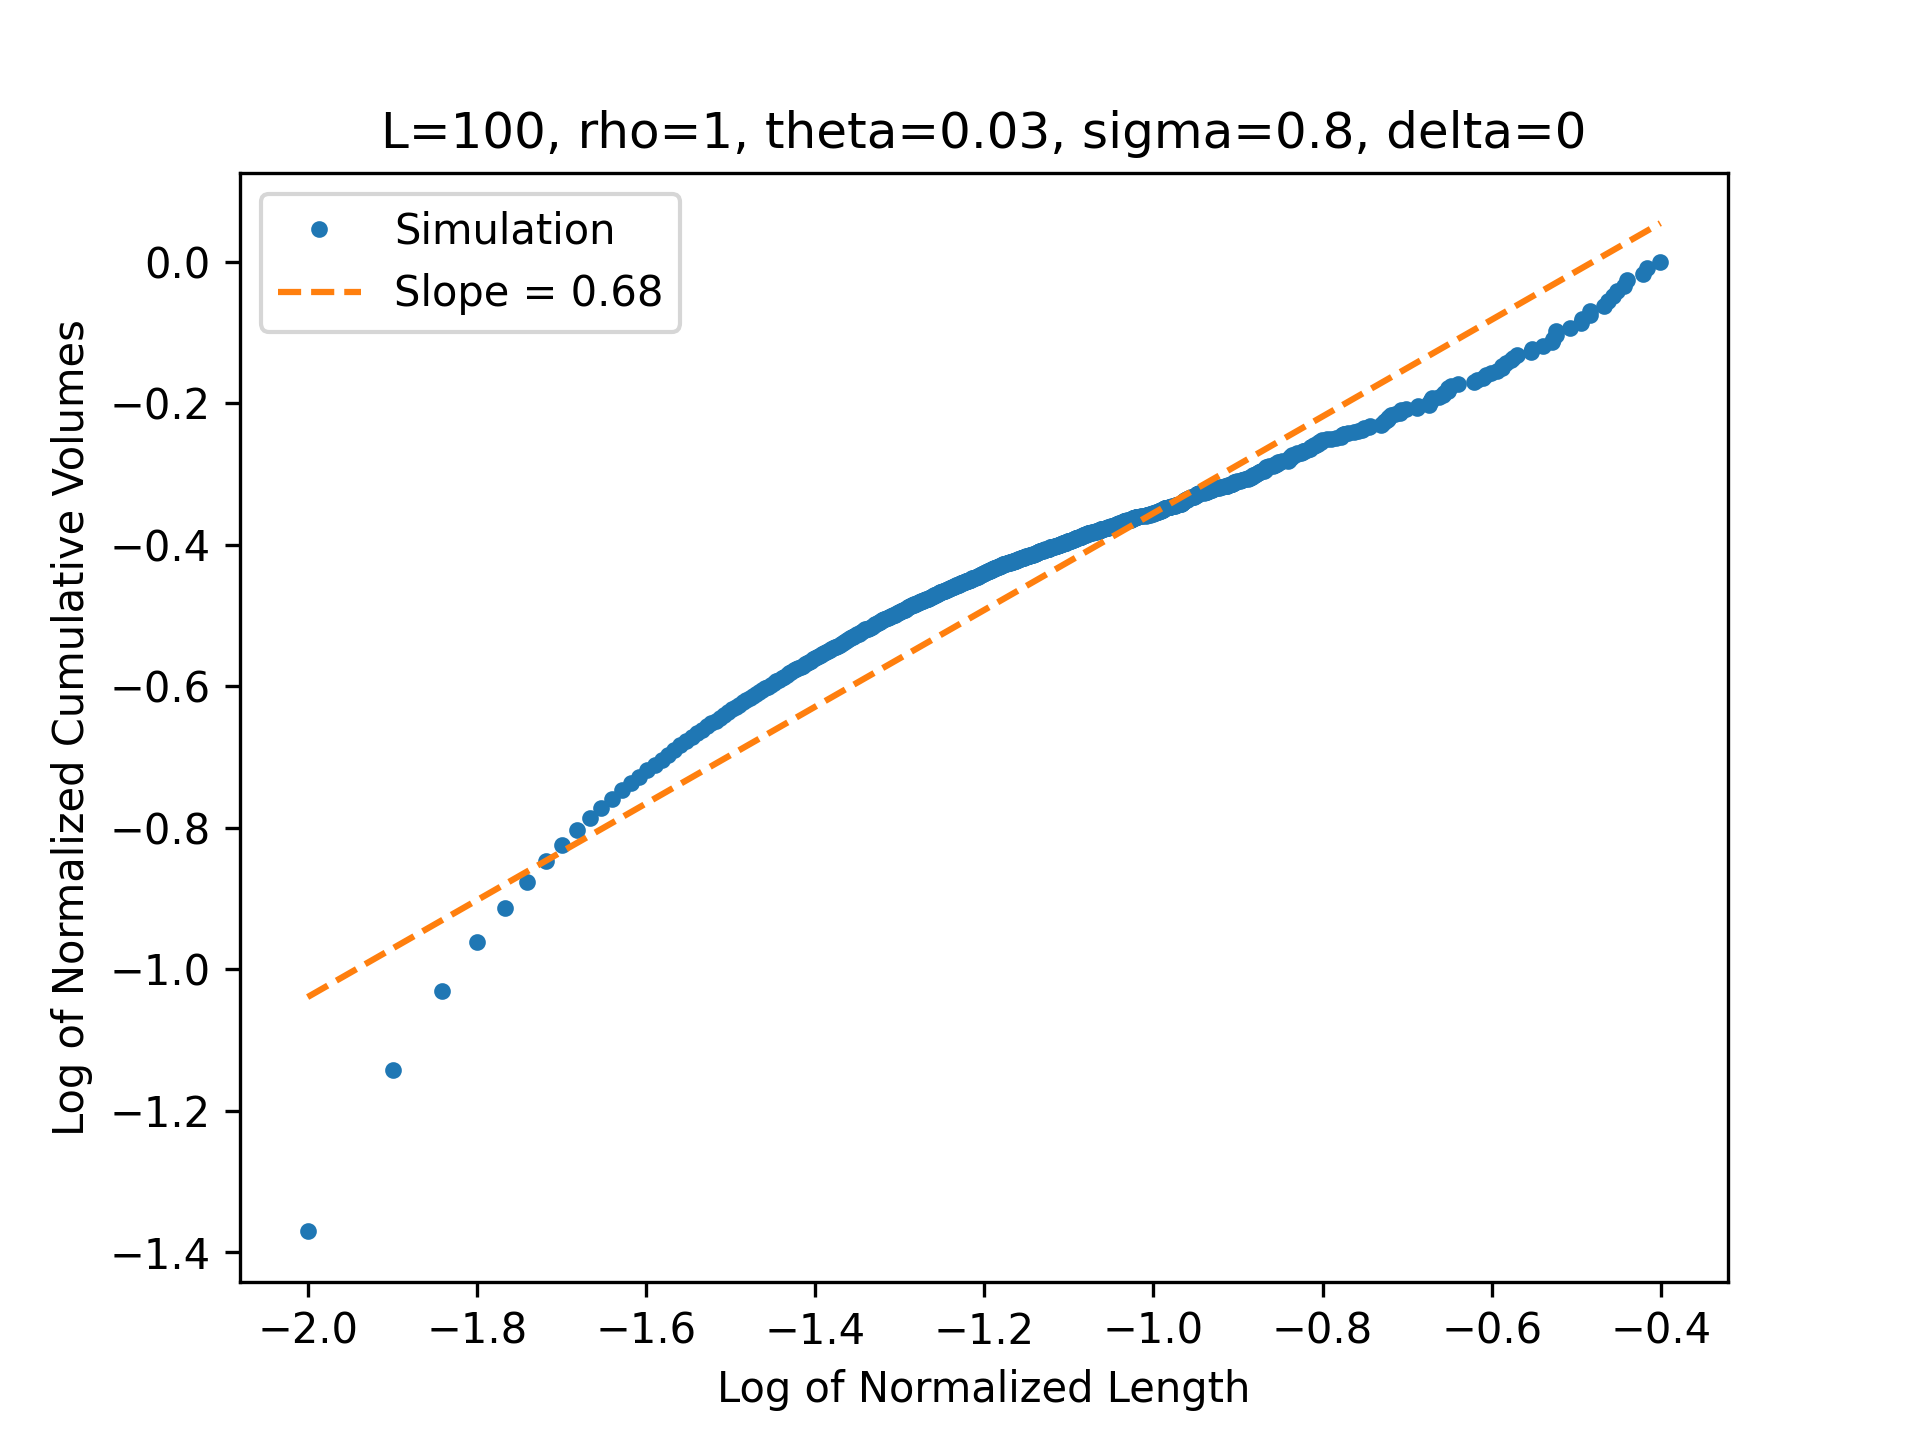 L=100, rho=1, theta=0.03, sigma=0.8, delta=0
Simulation
Slope = 0.68
Log of Normalized Cumulative Volumes
0.0
−0.2
−0.4
−0.6
−0.8
−1.0
−1.2
−1.4
−2.0 −1.8 −1.6 −1.4 −1.2 −1.0 −0.8 −0.6 −0.4
Log of Normalized Length